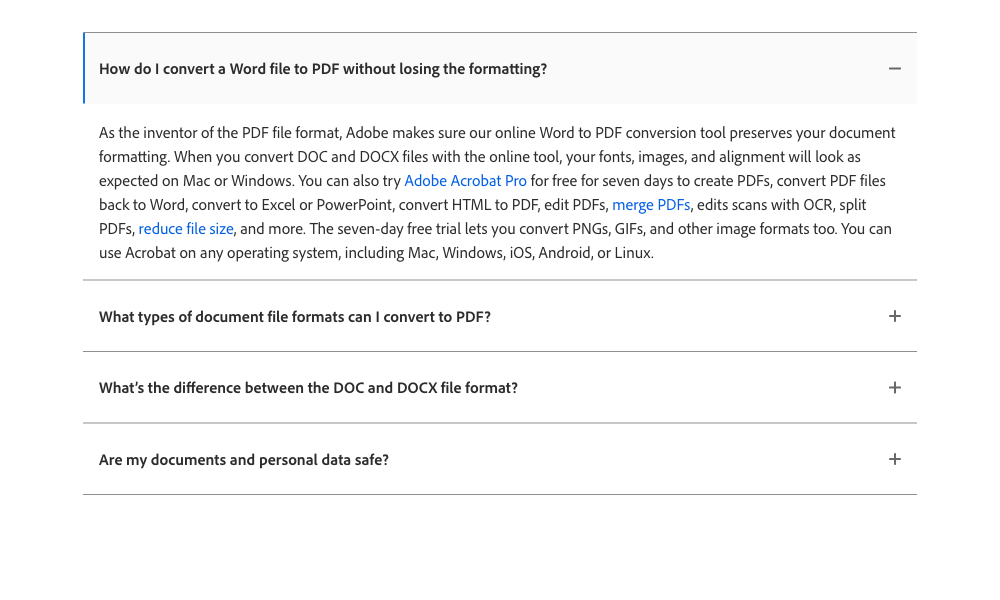 How do I convert a Word file to PDF without losing the formatting?
As the inventor of the PDF file format, Adobe makes sure our online Word to PDF conversion tool preserves your document
formatting. When you convert DOC and DOCX files with the online tool, your fonts, images, and alignment will look as
expected on Mac or Windows. You can also try Adobe Acrobat Pro for free for seven days to create PDFs, convert PDF files
back to Word, convert to Excel or PowerPoint, convert HTML to PDF, edit PDFs, merge PDFs, edits scans with OCR, split
PDFs, reduce file size, and more. The seven-day free trial lets you convert PNGs, GIFs, and other image formats too. You can
use Acrobat on any operating system, including Mac, Windows, iOS, Android, or Linux.
What types of document file formats can I convert to PDF?
What's the difference between the DOC and DOCX file format?
Are my documents and personal data safe?